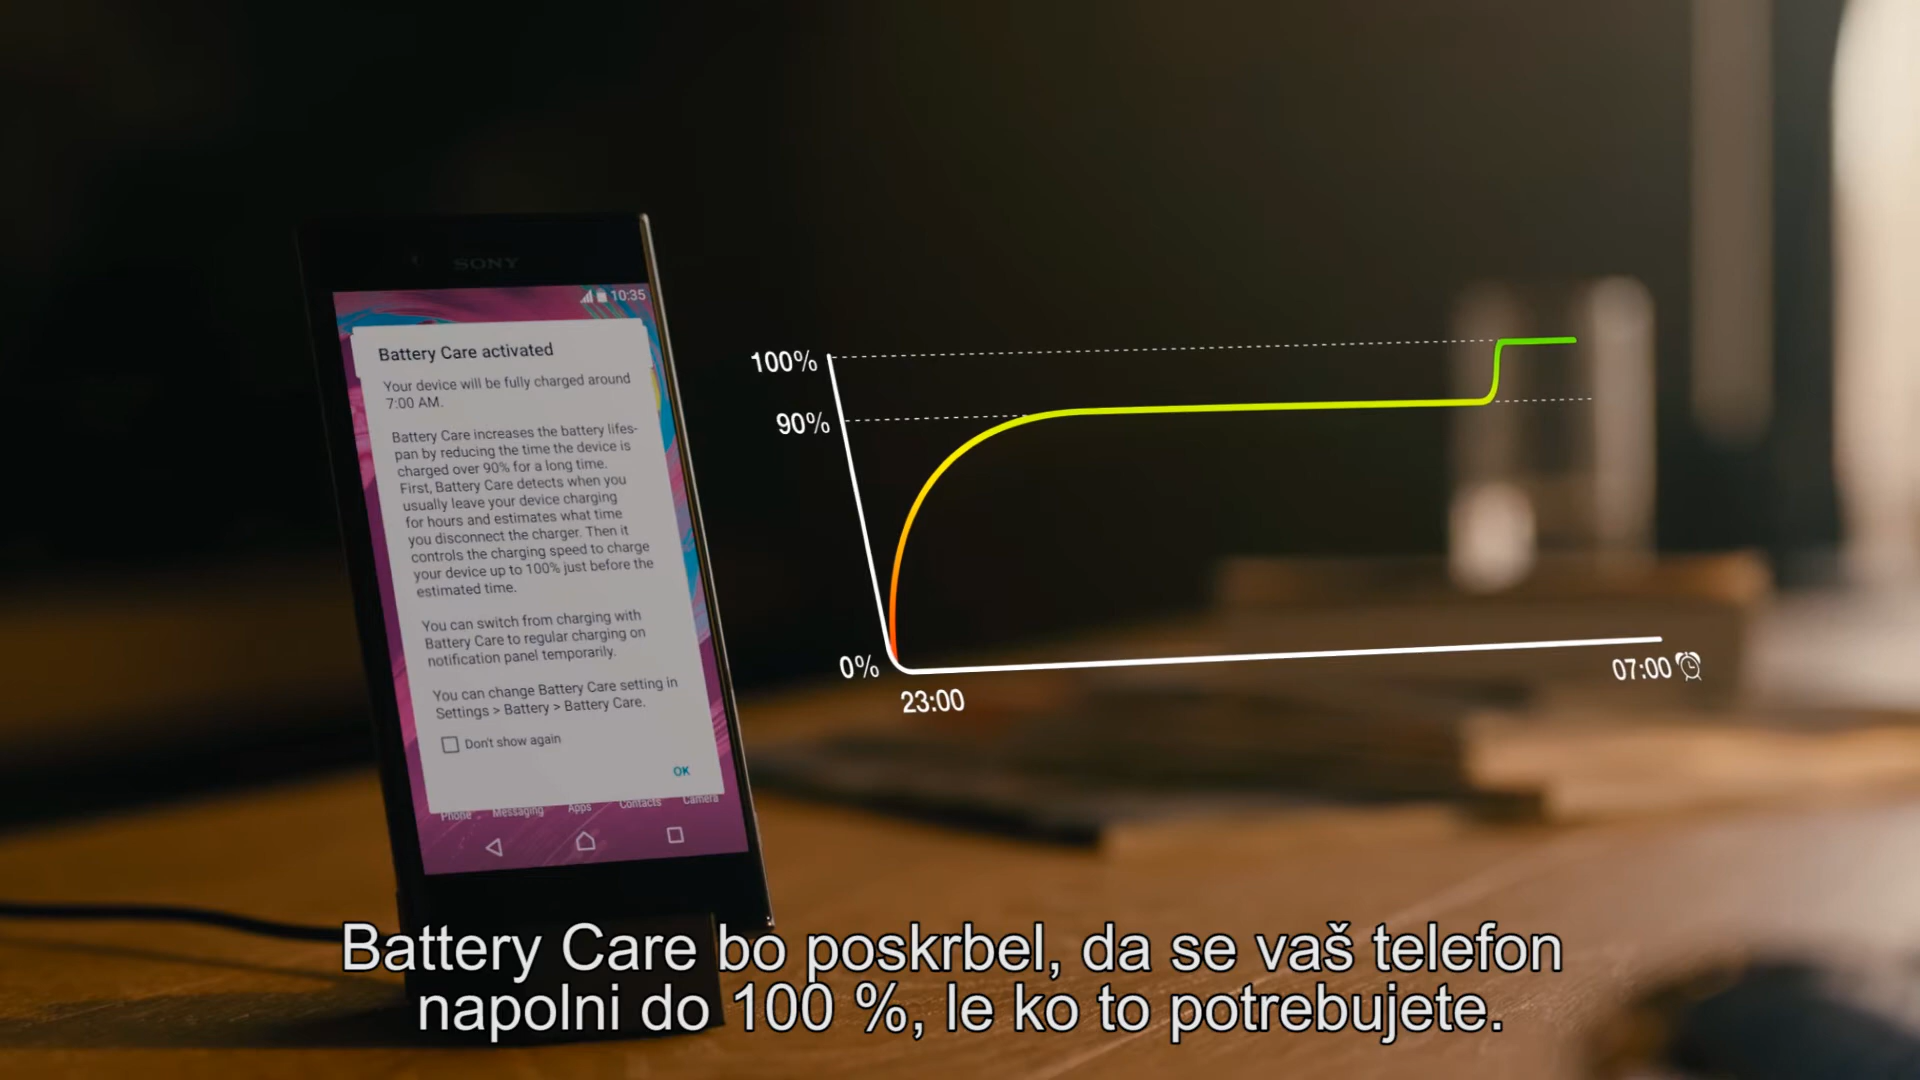 SONY
10:35
Battery Care activated
Your device will be fully charged around
7:00 AM.
Battery Care increases the battery lifes-
pan by reducing the time the device is
charged over 90% for a long time.
First, Battery Care detects when you
usually leave your device charging
for hours and estimates what time
you disconnect the charger. Then it
controls the charging speed to charge
your device up to 100% just before the
estimated time.
You can switch from charging with
Battery Care to regular charging on
notification panel temporarily.
You can change Battery Care setting in
Settings > Battery > Battery Care.
Don't show again
OK
Phone Messaging Apps Contacts Camera
100%
90%
0%
23:00
07:00
Battery Care bo poskrbel, da se vaš telefon
napolni do 100 %, le ko to potrebujete.